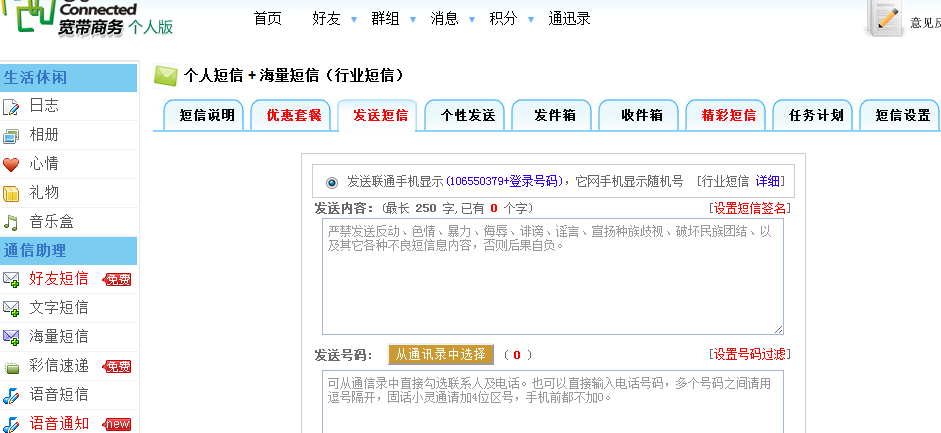 Connected
宽带商务 个人版
首页 好友 群组 消息 积分 通迅录
意见反
生活休闲
日志
相册
心情
礼物
音乐盒
通信助理
好友短信 免费
文字短信
海量短信
彩信速递 免费
语音短信
语音通知 new
个人短信 + 海量短信（行业短信）
短信说明 优惠套餐 发送短信 个性发送 发件箱 收件箱 精彩短信 任务计划 短信设置
发送联通手机显示(106550379+登录号码)，它网手机显示随机号 [行业短信 详细]
发送内容：(最长 250 字,已有 0 个字) [设置短信签名]
严禁发送反动、色情、暴力、侮辱、诽谤、谣言、宣扬种族歧视、破坏民族团结、以
及其它各种不良短信息内容，否则后果自负。
发送号码： 从通讯录中选择 （ 0 ） [设置号码过滤]
可从通信录中直接勾选联系人及电话。也可以直接输入电话号码，多个号码之间请用
逗号隔开，固话小灵通请加4位区号，手机前都不加0。